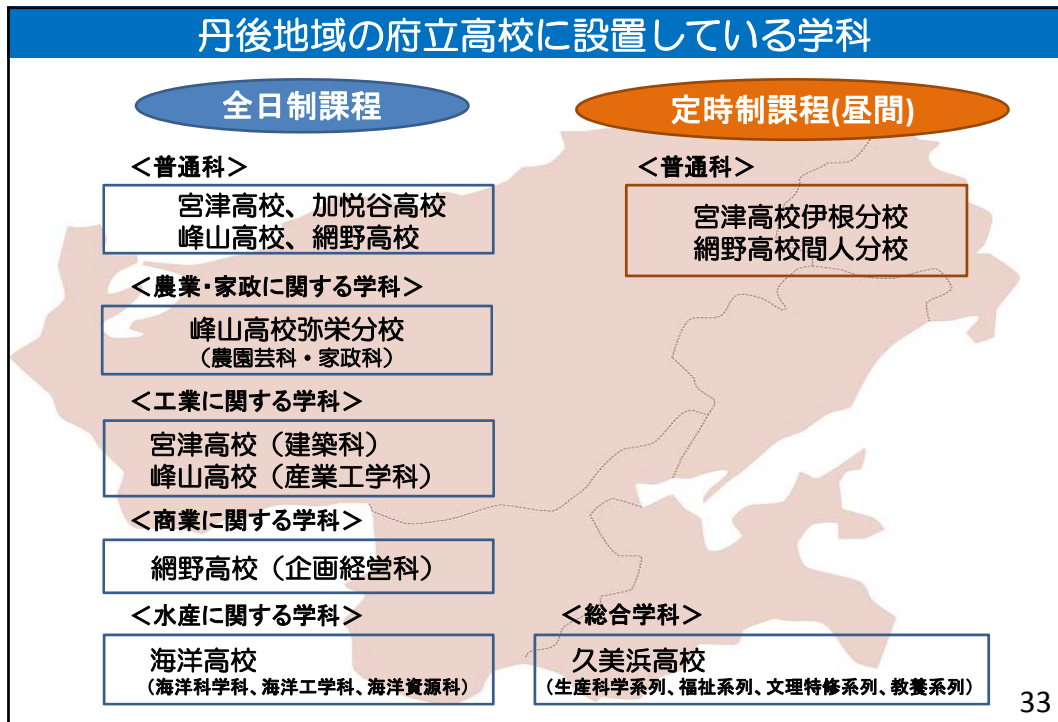 丹後地域の府立高校に設置している学科
全日制課程
＜普通科＞
宮津高校、加悦谷高校
峰山高校、網野高校
＜農業・家政に関する学科＞
峰山高校弥栄分校
（農園芸科・家政科）
＜工業に関する学科＞
宮津高校（建築科）
峰山高校（産業工学科）
＜商業に関する学科＞
網野高校（企画経営科）
＜水産に関する学科＞
海洋高校
（海洋科学科、海洋工学科、海洋資源科）
定時制課程(昼間)
＜普通科＞
宮津高校伊根分校
網野高校間人分校
＜総合学科＞
久美浜高校
（生産科学系列、福祉系列、文理特修系列、教養系列）
33